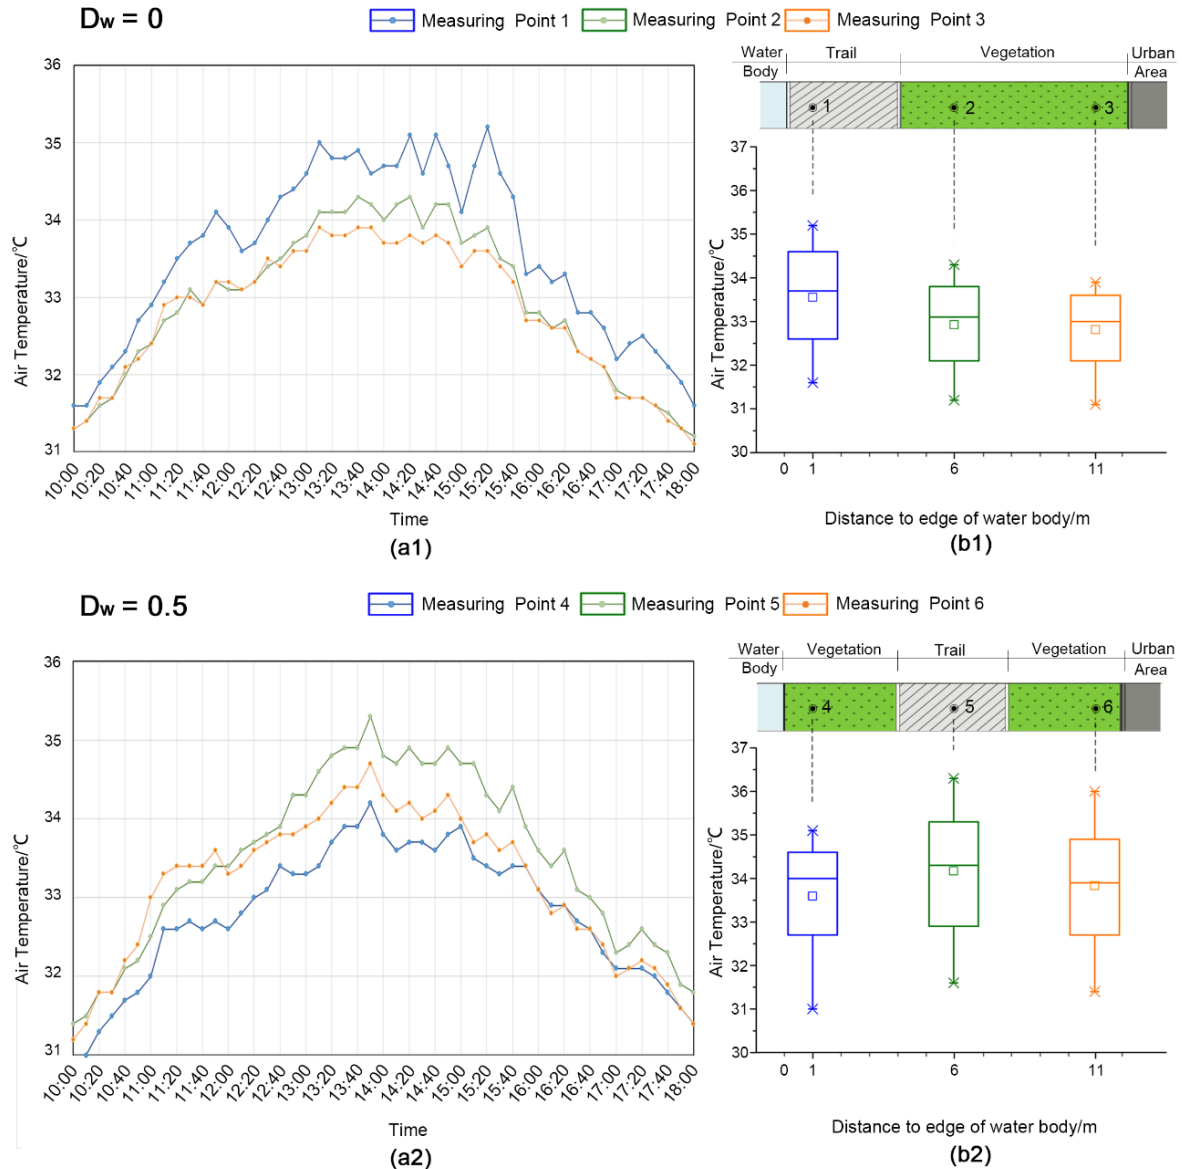 Dw = 0
Measuring Point 1 Measuring Point 2 Measuring Point 3
36
35
34
33
32
31
Air Temperature/℃
10:00 10:20 10:40 11:00 11:20 11:40 12:00 12:20 12:40 13:00 13:20 13:40 14:00 14:20 14:40 15:00 15:20 15:40 16:00 16:20 16:40 17:00 17:20 17:40 18:00
Time
(a1)
Water Trail Vegetation Urban
Body Area
1 2 3
37
36
35
34
33
32
31
30
Air Temperature/℃
0 1 6 11
Distance to edge of water body/m
(b1)
Dw = 0.5
Measuring Point 4 Measuring Point 5 Measuring Point 6
36
35
34
33
32
31
Air Temperature/℃
10:00 10:20 10:40 11:00 11:20 11:40 12:00 12:20 12:40 13:00 13:20 13:40 14:00 14:20 14:40 15:00 15:20 15:40 16:00 16:20 16:40 17:00 17:20 17:40 18:00
Time
(a2)
Water Vegetation Trail Vegetation Urban
Body Area
4 5 6
37
36
35
34
33
32
31
30
Air Temperature/℃
0 1 6 11
Distance to edge of water body/m
(b2)